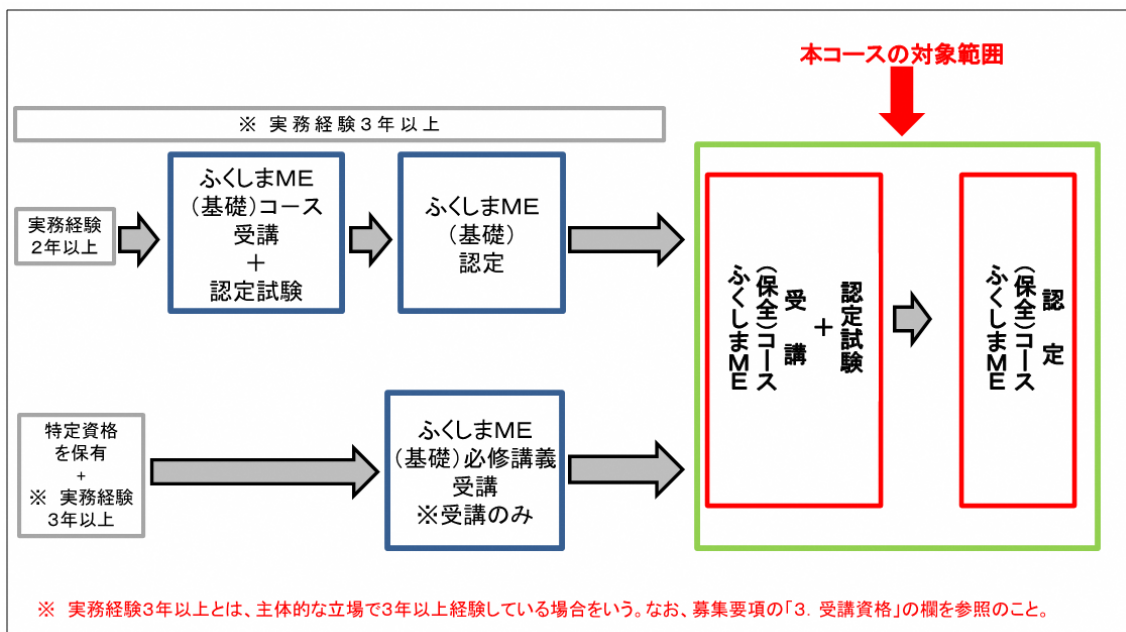 本コースの対象範囲
※ 実務経験３年以上
実務経験
２年以上
ふくしまＭＥ
（基礎）コース
受講
＋
認定試験
ふくしまＭＥ
（基礎）
認定
ふくしまＭＥ
（保全）コース
受講
＋
認定試験
ふくしまＭＥ
（保全）コース
認定
特定資格
を保有
+
※ 実務経験
３年以上
ふくしまＭＥ
（基礎）必修講義
受講
※受講のみ
※ 実務経験３年以上とは、主体的な立場で３年以上経験している場合をいう。なお、募集要項の「３．受講資格」の欄を参照のこと。